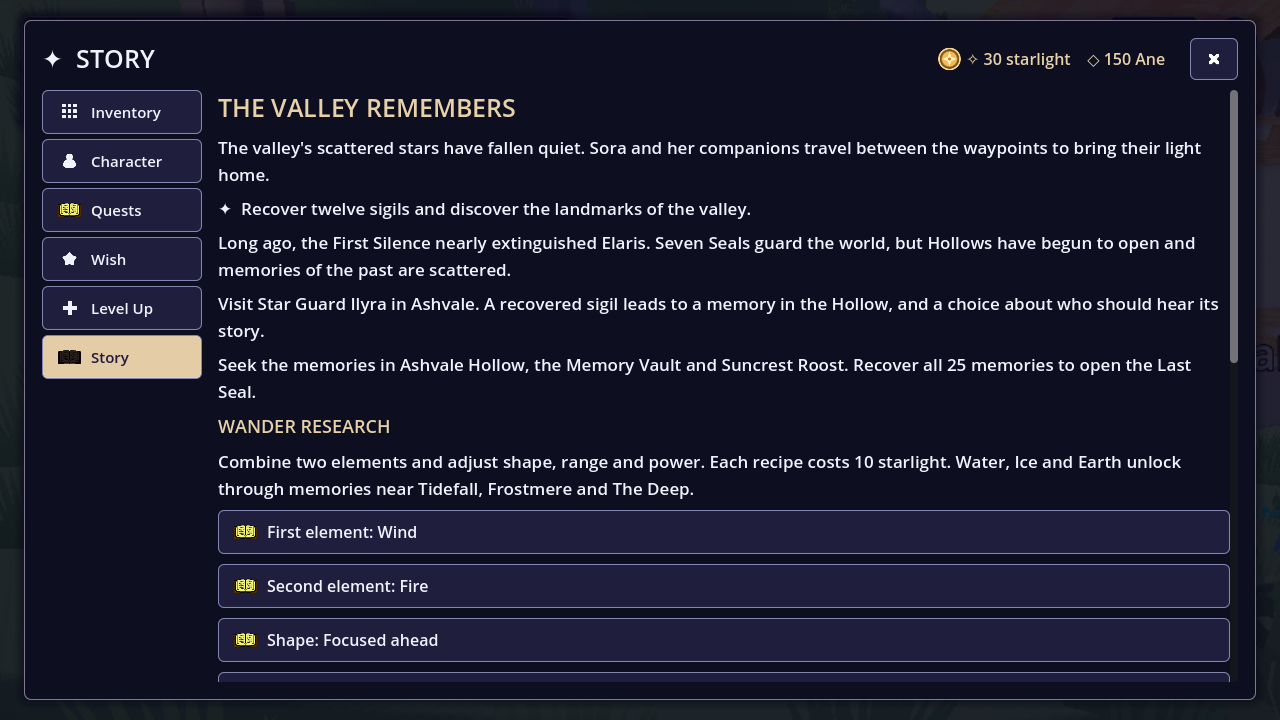 STORY
30 starlight
150 Ane
Inventory
Character
Quests
Wish
Level Up
Story
THE VALLEY REMEMBERS
The valley's scattered stars have fallen quiet. Sora and her companions travel between the waypoints to bring their light
home.
Recover twelve sigils and discover the landmarks of the valley.
Long ago, the First Silence nearly extinguished Elaris. Seven Seals guard the world, but Hollows have begun to open and
memories of the past are scattered.
Visit Star Guard Ilyra in Ashvale. A recovered sigil leads to a memory in the Hollow, and a choice about who should hear its
story.
Seek the memories in Ashvale Hollow, the Memory Vault and Suncrest Roost. Recover all 25 memories to open the Last
Seal.
WANDER RESEARCH
Combine two elements and adjust shape, range and power. Each recipe costs 10 starlight. Water, Ice and Earth unlock
through memories near Tidefall, Frostmere and The Deep.
First element: Wind
Second element: Fire
Shape: Focused ahead